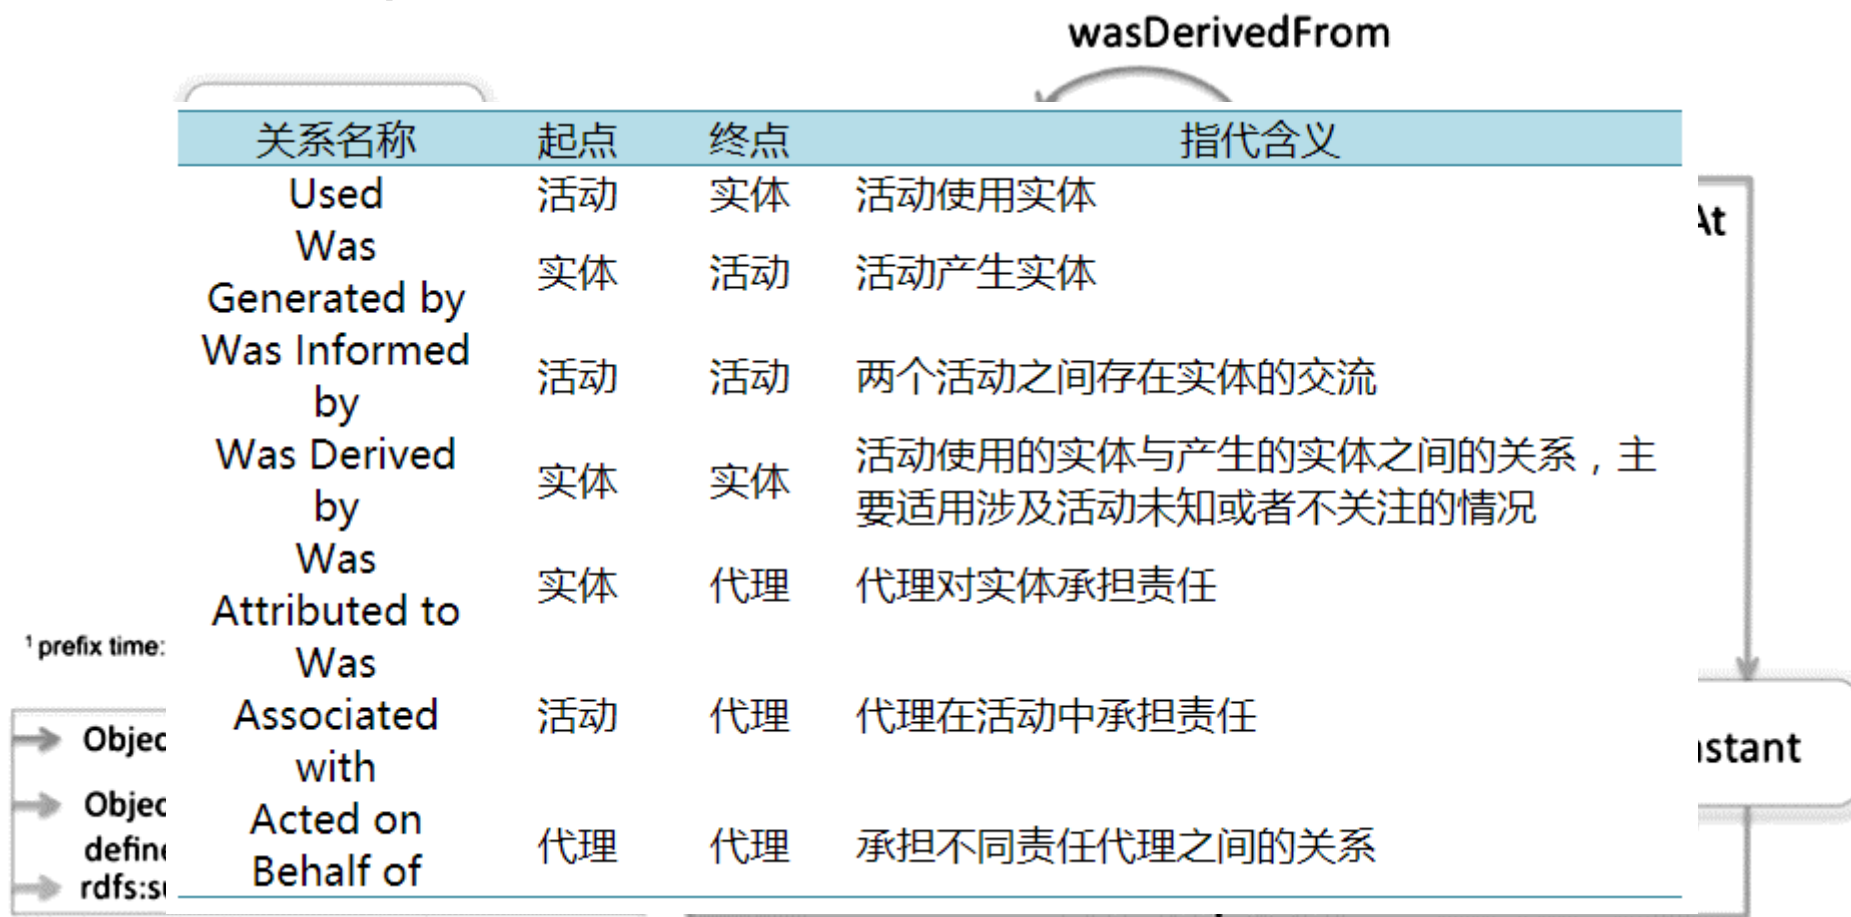 wasDerivedFrom
关系名称 起点 终点 指代含义
Used 活动 实体 活动使用实体
Was
Generated by 实体 活动 活动产生实体
Was Informed
by 活动 活动 两个活动之间存在实体的交流
Was Derived
by 实体 实体 活动使用的实体与产生的实体之间的关系，主
要适用涉及活动未知或者不关注的情况
Was
Attributed to 实体 代理 代理对实体承担责任
Was
Associated
with 活动 代理 代理在活动中承担责任
Acted on
Behalf of 代理 代理 承担不同责任代理之间的关系
At
1 prefix time:
Objec
Objec
define
rdfs:su
nstant